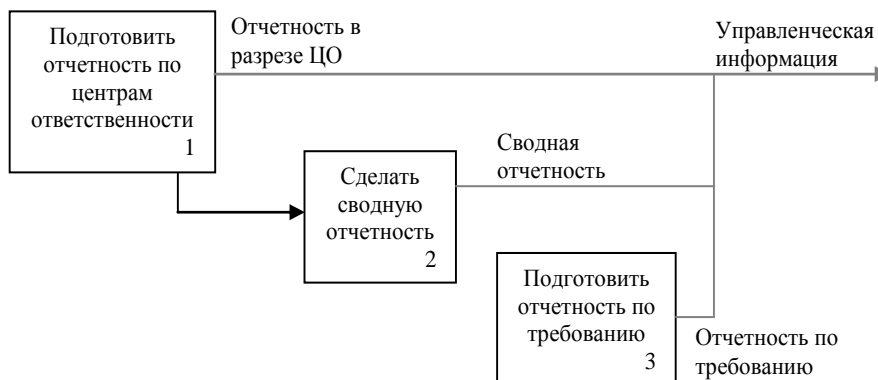 Подготовить
отчетность по
центрам
ответственности
1
Отчетность в
разрезе ЦО
Управленческая
информация
Сделать
сводную
отчетность
2
Сводная
отчетность
Подготовить
отчетность по
требованию
3
Отчетность по
требованию